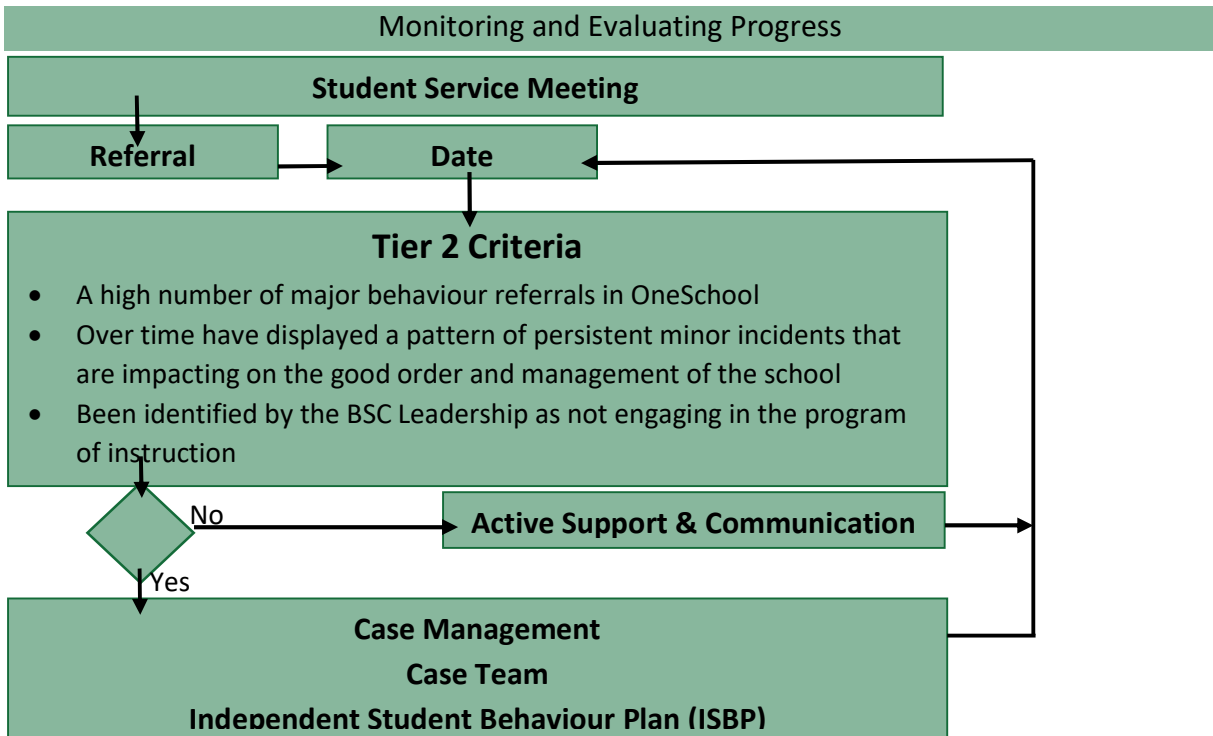 Monitoring and Evaluating Progress
Student Service Meeting
Referral
Date
Tier 2 Criteria
• A high number of major behaviour referrals in OneSchool
• Over time have displayed a pattern of persistent minor incidents that
are impacting on the good order and management of the school
• Been identified by the BSC Leadership as not engaging in the program
of instruction
No
Active Support & Communication
Yes
Case Management
Case Team
Independent Student Behaviour Plan (ISBP)